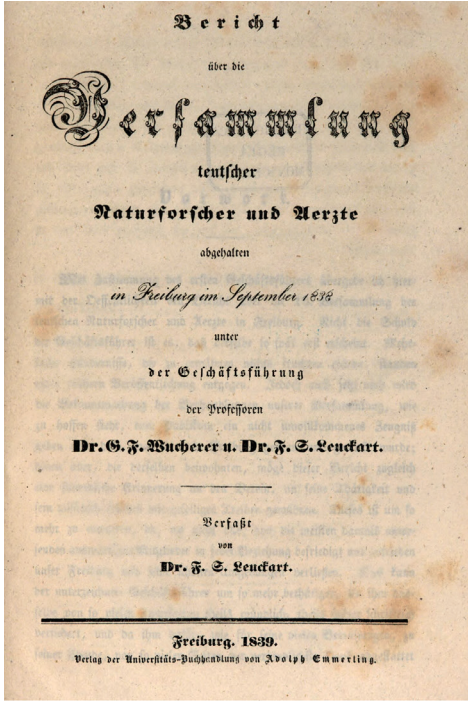 Bericht
über die
Versammlung
teutscher
Naturforscher und Aerzte
abgehalten
in Freiburg im September 1838
unter
der Geschäftsführung
der Professoren
Dr. G. F. Wucherer u. Dr. F. S. Leuckart.
Verfaßt
von
Dr. F. S. Leuckart.
Freiburg. 1839.
Verlag der Universitäts-Buchhandlung von Adolph Emmerling.